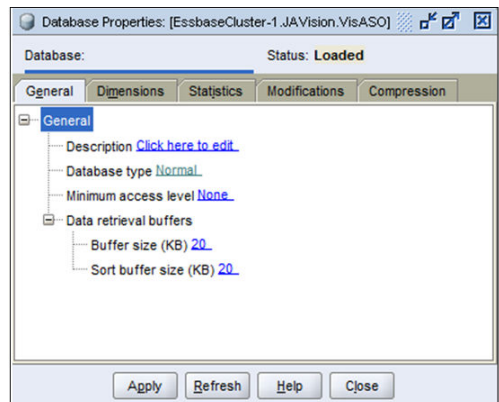 Database Properties: [EssbaseCluster-1.JAVision.VisASO]
Database: Status: Loaded
General Dimensions Statistics Modifications Compression
General
Description Click here to edit
Database type Normal
Minimum access level None
Data retrieval buffers
Buffer size (KB) 20
Sort buffer size (KB) 20
Apply Refresh Help Close